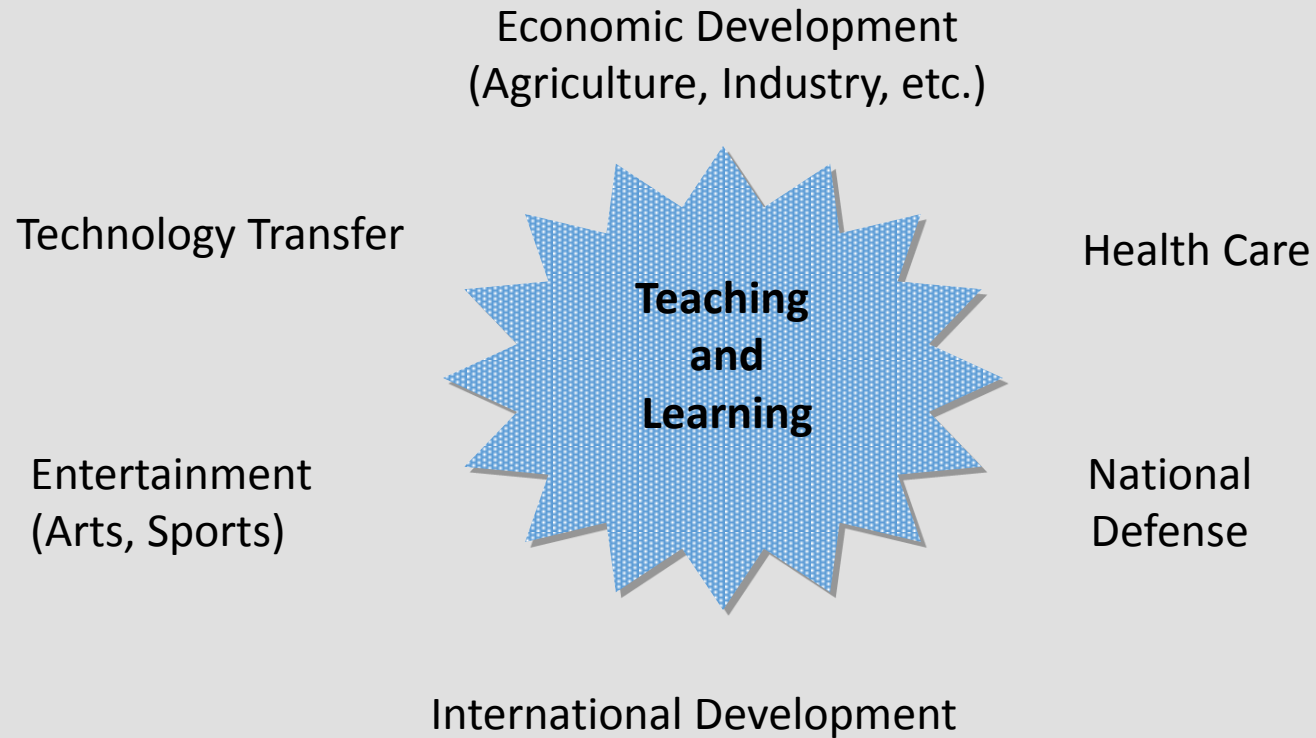 Economic Development
(Agriculture, Industry, etc.)
Technology Transfer
Health Care
Teaching
and
Learning
Entertainment
(Arts, Sports)
National
Defense
International Development